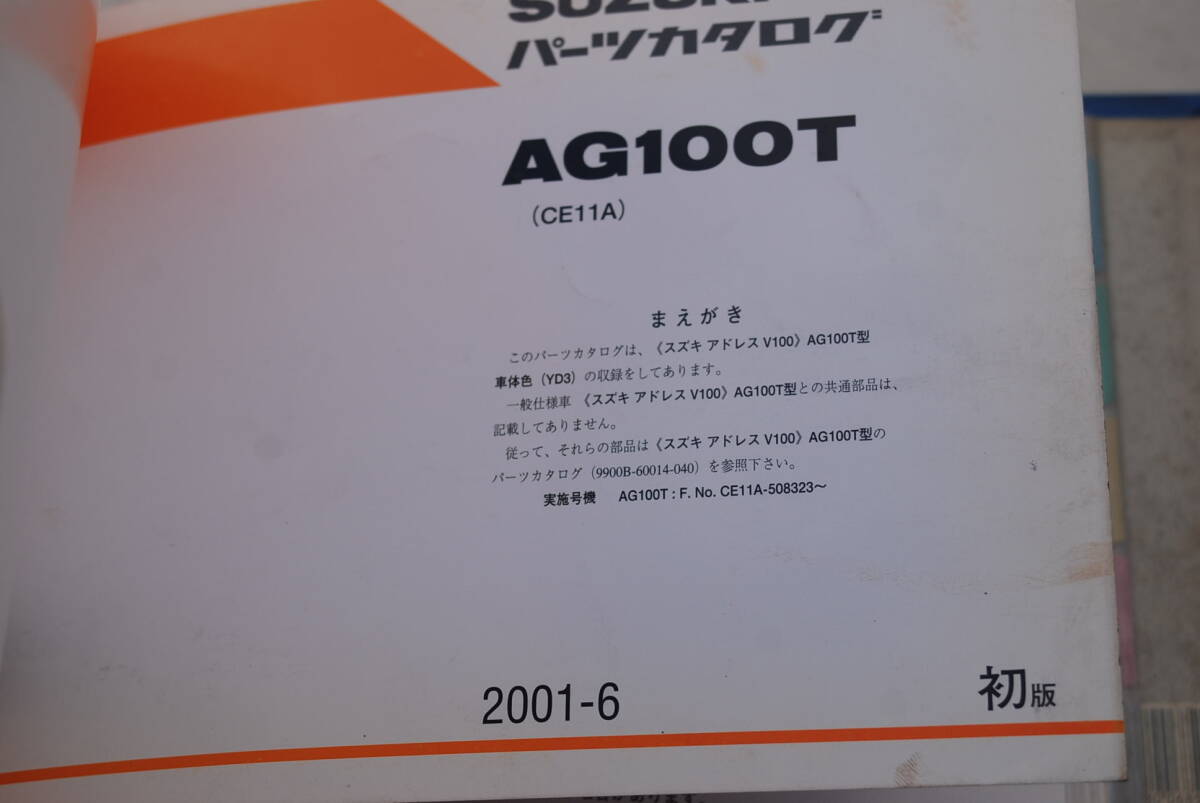 SUZUKI
パーツカタログ
AG100T
(CE11A)
まえがき
このパーツカタログは、《スズキ アドレス V100》AG100T型
車体色（YD3）の収録をしてあります。
一般仕様車 《スズキ アドレス V100》AG100T型との共通部品は、
記載してありません。
従って、それらの部品は《スズキ アドレス V100》AG100T型の
パーツカタログ（9900B-60014-040）を参照下さい。
実施号機 AG100T : F. No. CE11A-508323～
2001-6
初版